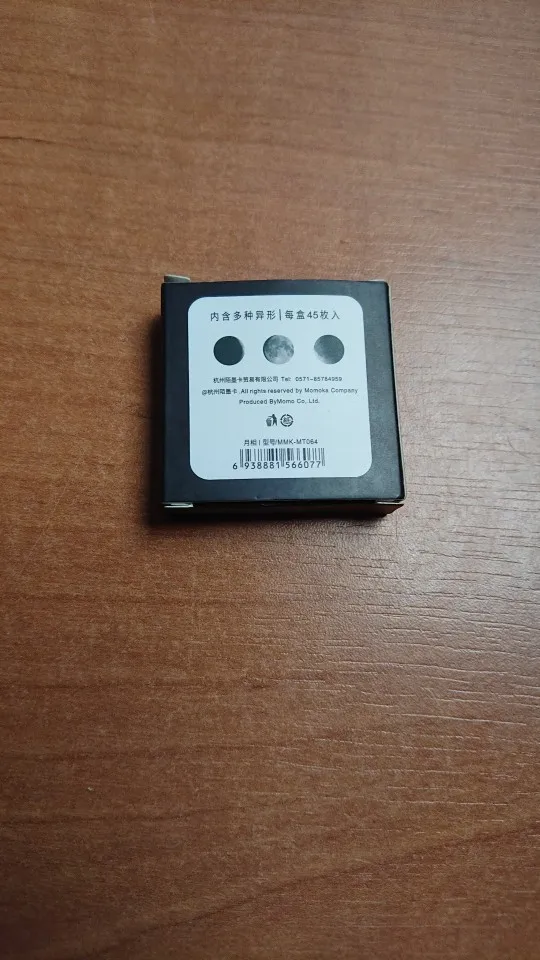 内含多种异形|每盒45枚入
杭州陌墨卡贸易有限公司 Tel: 0571-85784959
@杭州陌墨卡 .All rights reserved by Momoka Company
Produced ByMomo Co, Ltd.
月相|型号/MMK-MT064
6 938881 566077